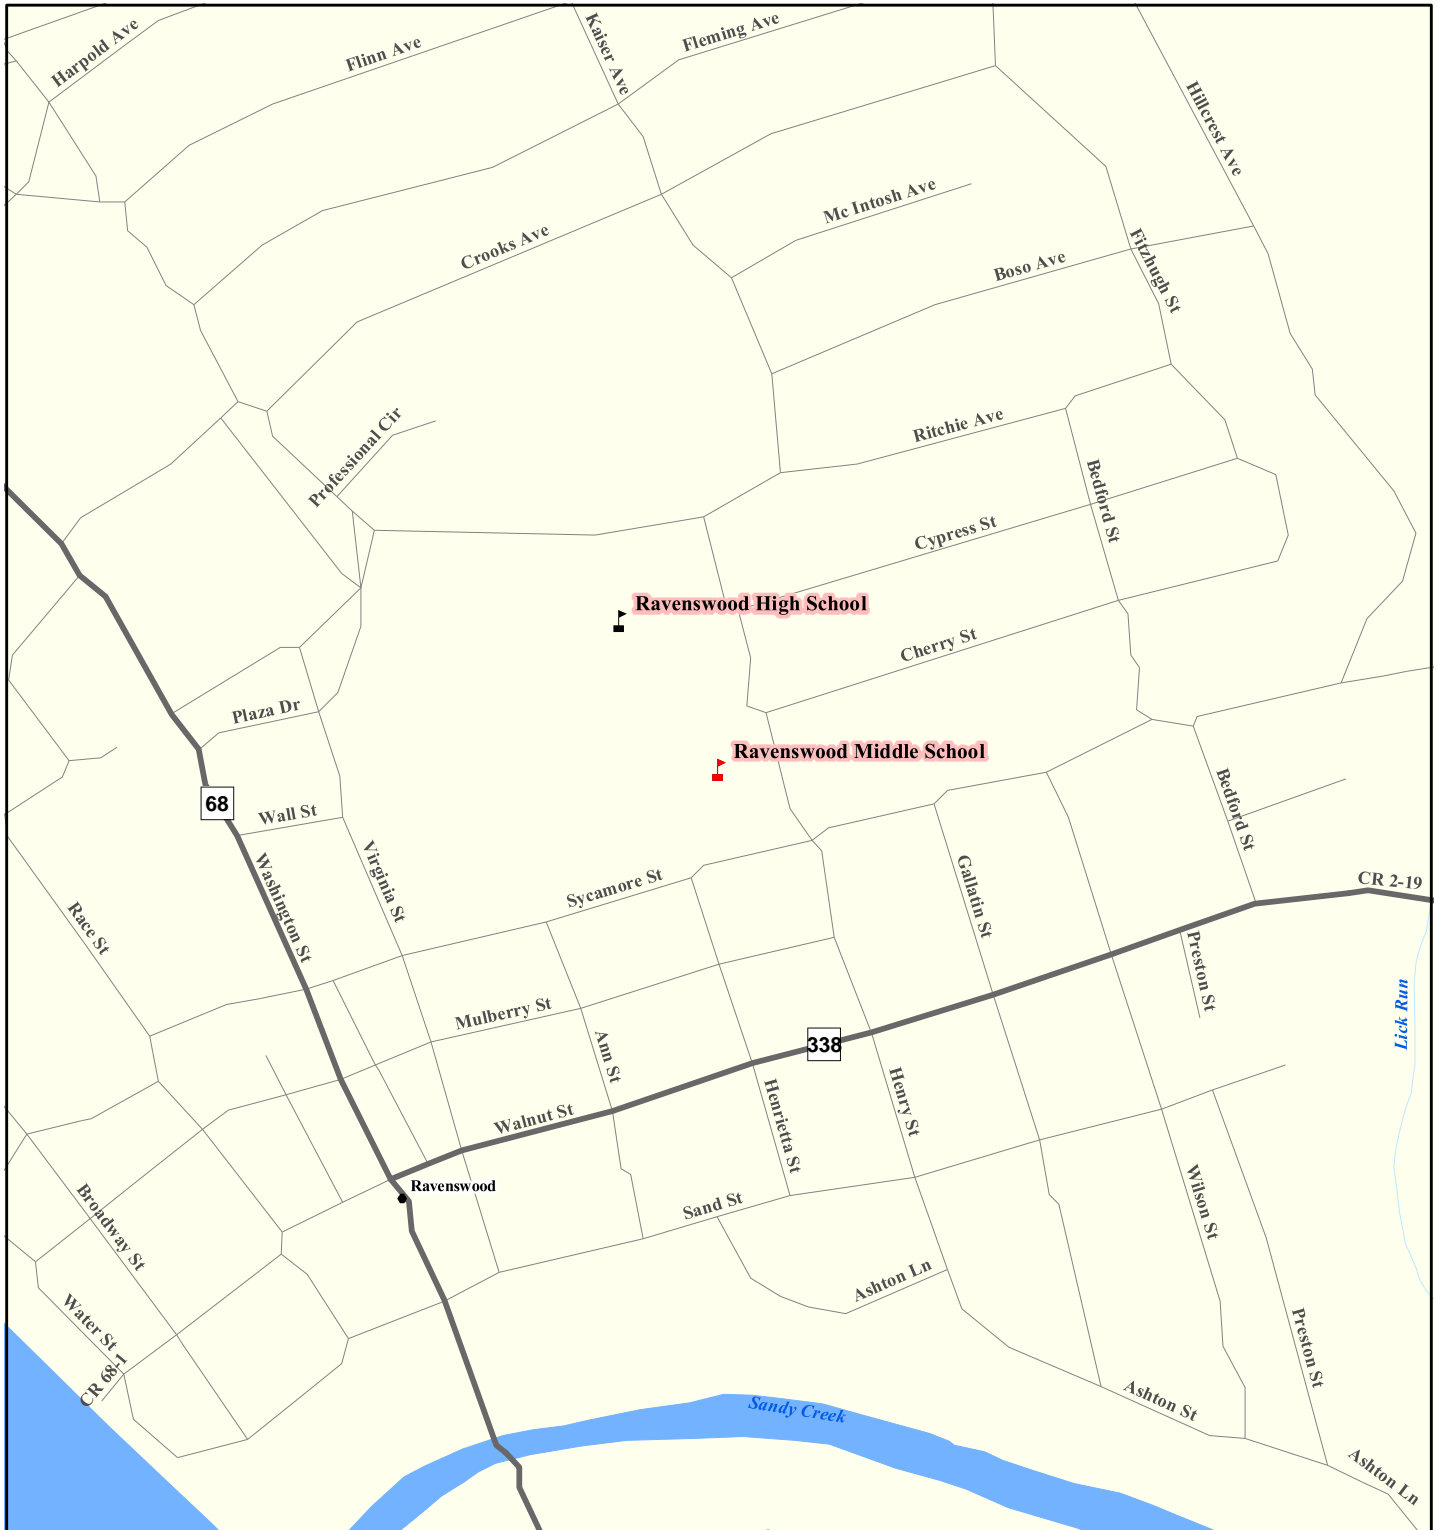 Harpold Ave
Flinn Ave
Kaiser Ave
Fleming Ave
Hillcrest Ave
Mc Intosh Ave
Crooks Ave
Fitzhugh St
Boso Ave
Professional Cir
Ritchie Ave
Bedford St
Cypress St
Ravenswood High School
Cherry St
Plaza Dr
Ravenswood Middle School
68
Wall St
Bedford St
Virginia St
Washington St
Sycamore St
Gallatin St
CR 2-19
Race St
Preston St
Lick Run
Mulberry St
Ann St
338
Walnut St
Henrietta St
Henry St
Ravenswood
Broadway St
Sand St
Wilson St
Ashton Ln
Water St
CR 68-1
Preston St
Ashton St
Sandy Creek
Ashton Ln